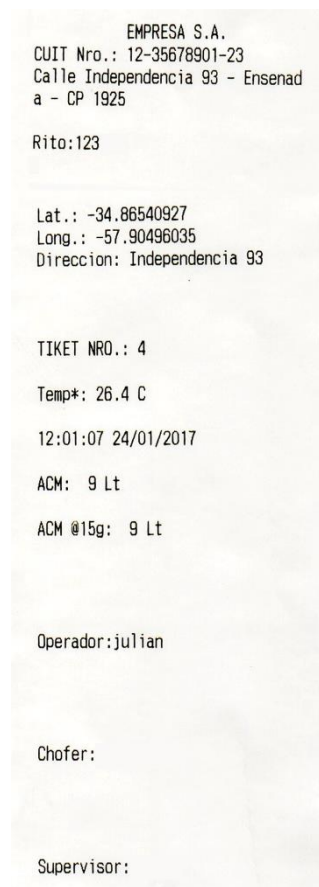 EMPRESA S.A.
CUIT Nro.: 12-35678901-23
Calle Independencia 93 - Ensenad
a - CP 1925
Rito:123
Lat.: -34.86540927
Long.: -57.90496035
Direccion: Independencia 93
TIKET NRO.: 4
Temp*: 26.4 C
12:01:07 24/01/2017
ACM: 9 Lt
ACM @15g: 9 Lt
Operador:julian
Chofer:
Supervisor: